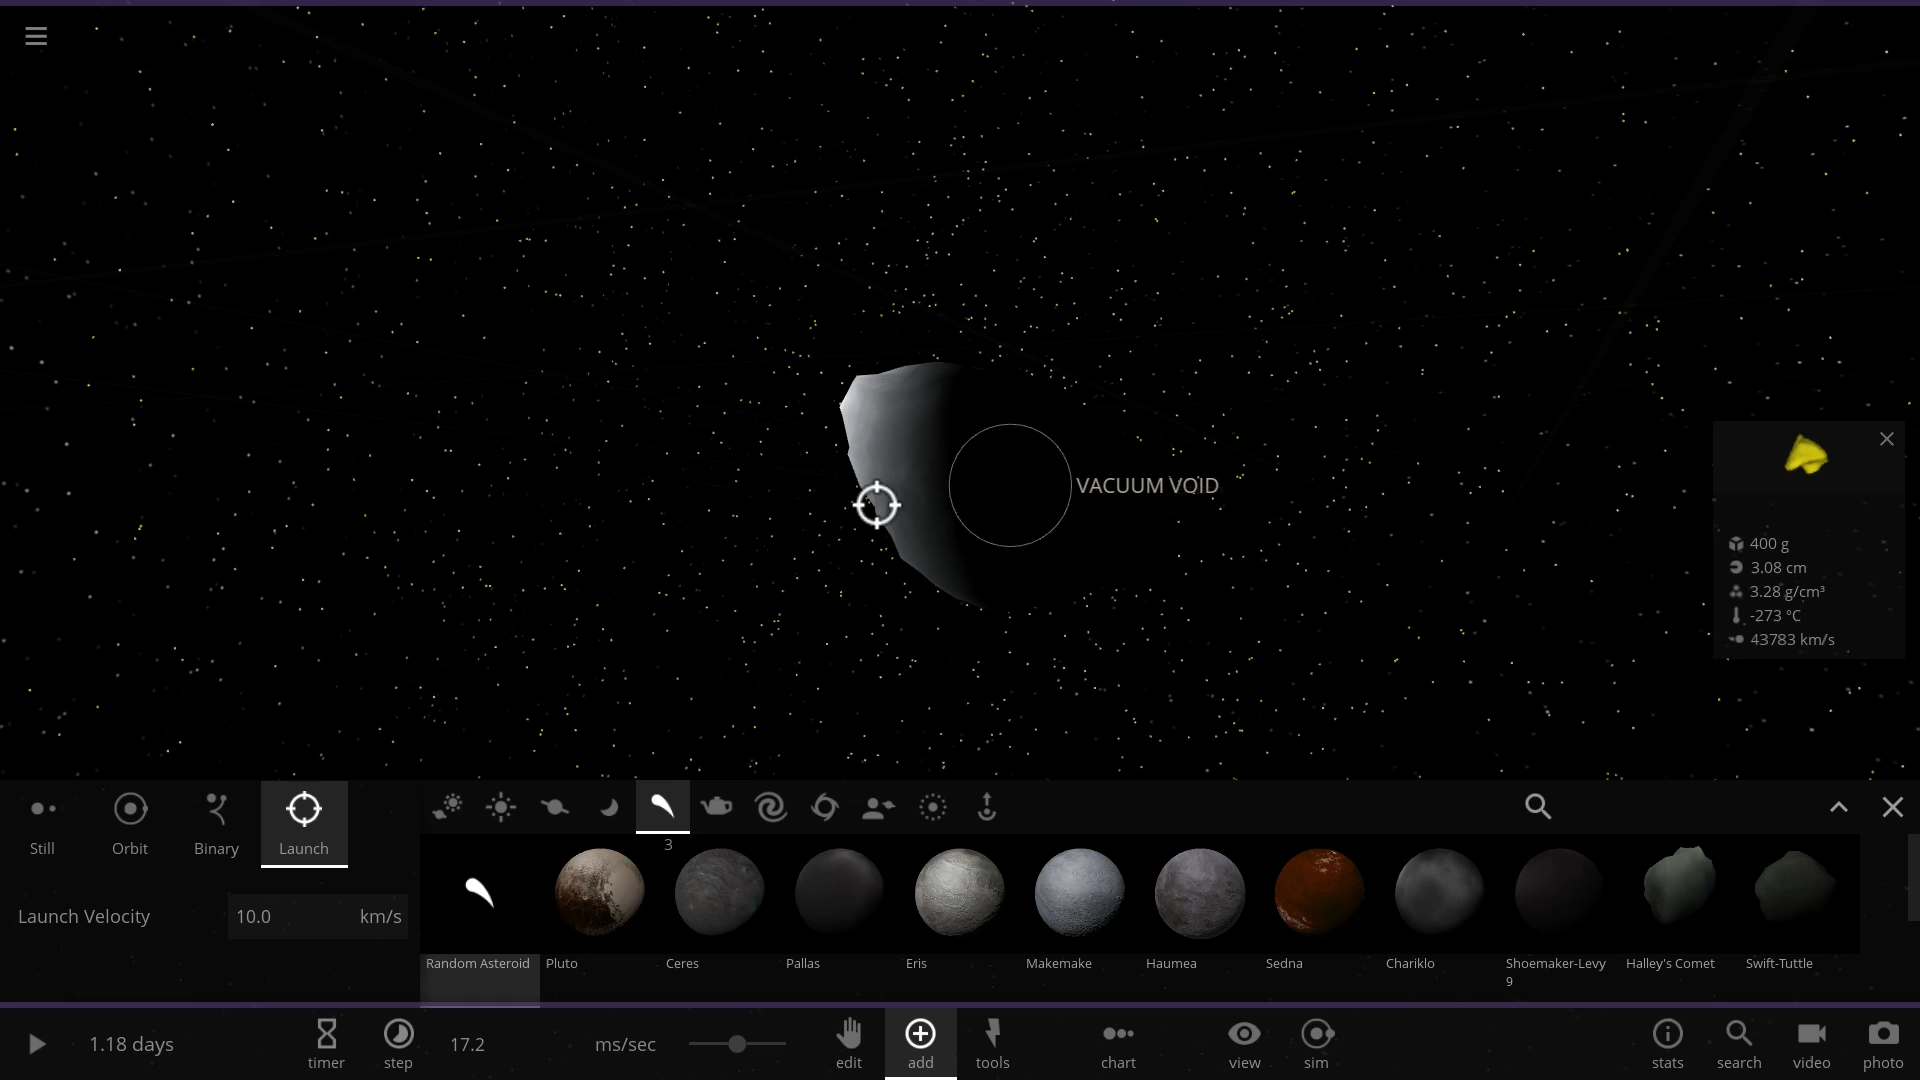 VACUUM VOID
400 g
3.08 cm
3.28 g/cm³
-273 °C
43783 km/s
Still
Orbit
Binary
Launch
3
Launch Velocity
10.0
km/s
Random Asteroid
Pluto
Ceres
Pallas
Eris
Makemake
Haumea
Sedna
Chariklo
Shoemaker-Levy
9
Halley's Comet
Swift-Tuttle
1.18 days
timer
step
17.2
ms/sec
edit
add
tools
chart
view
sim
stats
search
video
photo